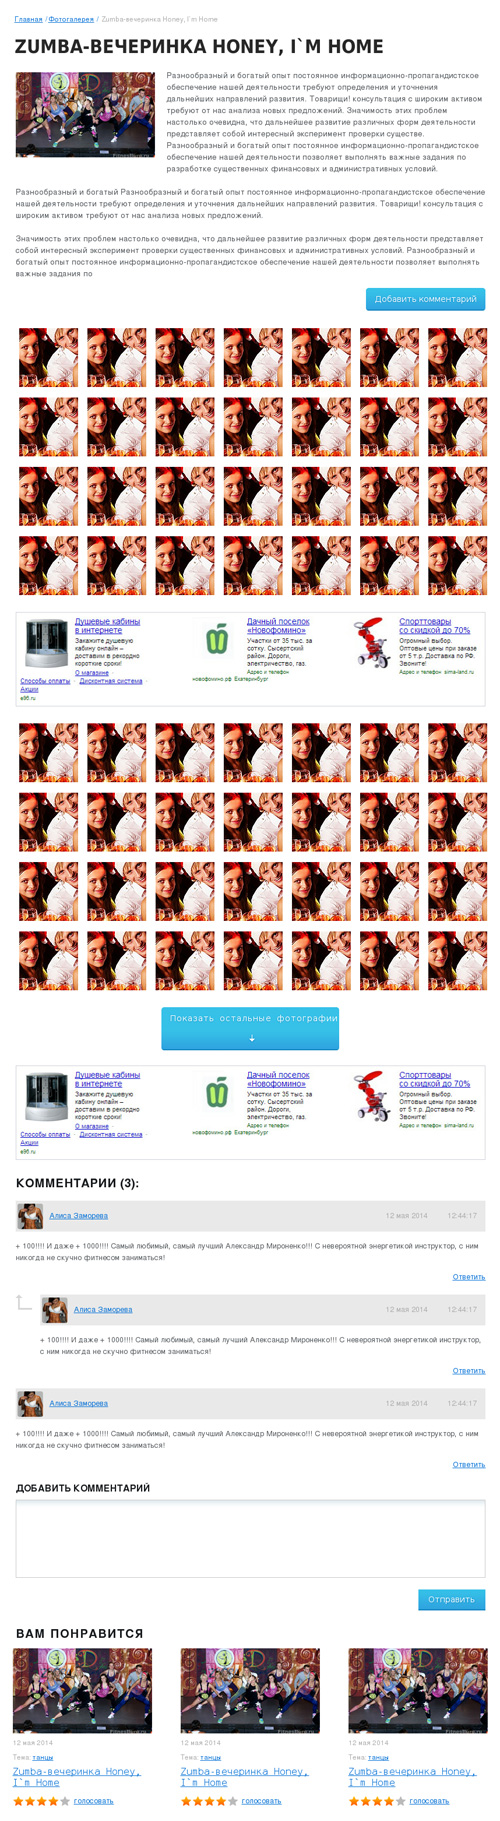 Главная / Фотогалерея / Zumba-вечеринка Honey, I`m Home
ZUMBA-ВЕЧЕРИНКА HONEY, I`M HOME
Разнообразный и богатый опыт постоянное информационно-пропагандистское
обеспечение нашей деятельности требуют определения и уточнения
дальнейших направлений развития. Товарищи! консультация с широким активом
требуют от нас анализа новых предложений. Значимость этих проблем
настолько очевидна, что дальнейшее развитие различных форм деятельности
представляет собой интересный эксперимент проверки существе.
Разнообразный и богатый опыт постоянное информационно-пропагандистское
обеспечение нашей деятельности позволяет выполнять важные задания по
разработке существенных финансовых и административных условий.
Разнообразный и богатый Разнообразный и богатый опыт постоянное информационно-пропагандистское обеспечение
нашей деятельности требуют определения и уточнения дальнейших направлений развития. Товарищи! консультация с
широким активом требуют от нас анализа новых предложений.
Значимость этих проблем настолько очевидна, что дальнейшее развитие различных форм деятельности представляет
собой интересный эксперимент проверки существенных финансовых и административных условий. Разнообразный и
богатый опыт постоянное информационно-пропагандистское обеспечение нашей деятельности позволяет выполнять
важные задания по
Добавить комментарий
Душевые кабины
в интернете
Закажите душевую
кабину онлайн –
доставим в рекордно
короткие сроки!
О магазине ·
Способы оплаты · Дисконтная система ·
Акции
e96.ru
Дачный поселок
«Новофомино»
Участки от 35 тыс. за
сотку. Сысертский
район. Дороги,
электричество, газ.
Адрес и телефон
новофомино.рф Екатеринбург
Спорттовары
со скидкой до 70%
Огромный выбор.
Оптовые цены при заказе
от 5 т.р. Доставка по РФ.
Звоните!
Адрес и телефон sima-land.ru
Показать остальные фотографии
↓
Душевые кабины
в интернете
Закажите душевую
кабину онлайн –
доставим в рекордно
короткие сроки!
О магазине ·
Способы оплаты · Дисконтная система ·
Акции
e96.ru
Дачный поселок
«Новофомино»
Участки от 35 тыс. за
сотку. Сысертский
район. Дороги,
электричество, газ.
Адрес и телефон
новофомино.рф Екатеринбург
Спорттовары
со скидкой до 70%
Огромный выбор.
Оптовые цены при заказе
от 5 т.р. Доставка по РФ.
Звоните!
Адрес и телефон sima-land.ru
КОММЕНТАРИИ (3):
Алиса Заморева 12 мая 2014 12:44:17
+ 100!!!! И даже + 1000!!!! Самый любимый, самый лучший Александр Мироненко!!! С невероятной энергетикой инструктор, с ним
никогда не скучно фитнесом заниматься!
Ответить
Алиса Заморева 12 мая 2014 12:44:17
+ 100!!!! И даже + 1000!!!! Самый любимый, самый лучший Александр Мироненко!!! С невероятной энергетикой инструктор,
с ним никогда не скучно фитнесом заниматься!
Ответить
Алиса Заморева 12 мая 2014 12:44:17
+ 100!!!! И даже + 1000!!!! Самый любимый, самый лучший Александр Мироненко!!! С невероятной энергетикой инструктор, с ним
никогда не скучно фитнесом заниматься!
Ответить
ДОБАВИТЬ КОММЕНТАРИЙ
Отправить
ВАМ ПОНРАВИТСЯ
12 мая 2014
Тема: танцы
Zumba-вечеринка Honey,
I`m Home
голосовать
12 мая 2014
Тема: танцы
Zumba-вечеринка Honey,
I`m Home
голосовать
12 мая 2014
Тема: танцы
Zumba-вечеринка Honey,
I`m Home
голосовать